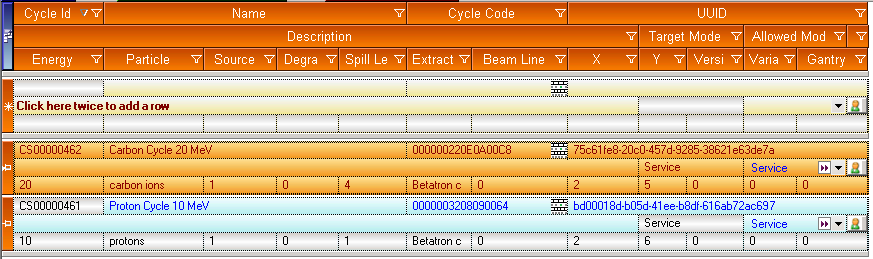 Cycle Id Name Cycle Code UUID
Description Target Mode Allowed Mod
Energy Particle Source Degra Spill Le Extract Beam Line X Y Versi Varia Gantry
Click here twice to add a row
CS00000462 Carbon Cycle 20 MeV 000000220E0A00C8 75c61fe8-20c0-457d-9285-38621e63de7a
Service Service
20 carbon ions 1 0 4 Betatron c 0 2 5 0 0 0
CS00000461 Proton Cycle 10 MeV 0000003208090064 bd00018d-b05d-41ee-b8df-616ab72ac697
Service Service
10 protons 1 0 1 Betatron c 0 2 6 0 0 0